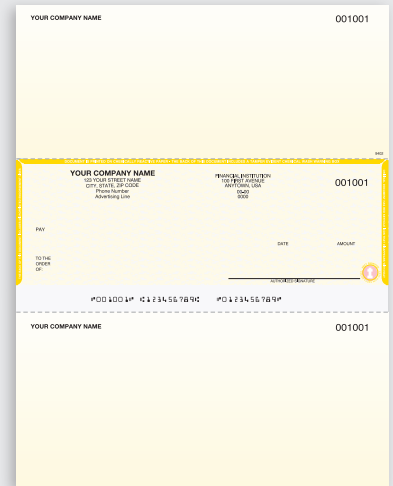 YOUR COMPANY NAME 001001
YOUR COMPANY NAME
123 YOUR STREET NAME
CITY, STATE, ZIP CODE
Phone Number
Advertising Line
FINANCIAL INSTITUTION
100 FIRST AVENUE
ANYTOWN, USA
00-00
0000
001001
PAY
DATE AMOUNT
TO THE
ORDER
OF:
AUTHORIZED SIGNATURE
⑈001001⑈ ⑆123456789⑆ ⑈0123456789⑈
YOUR COMPANY NAME 001001